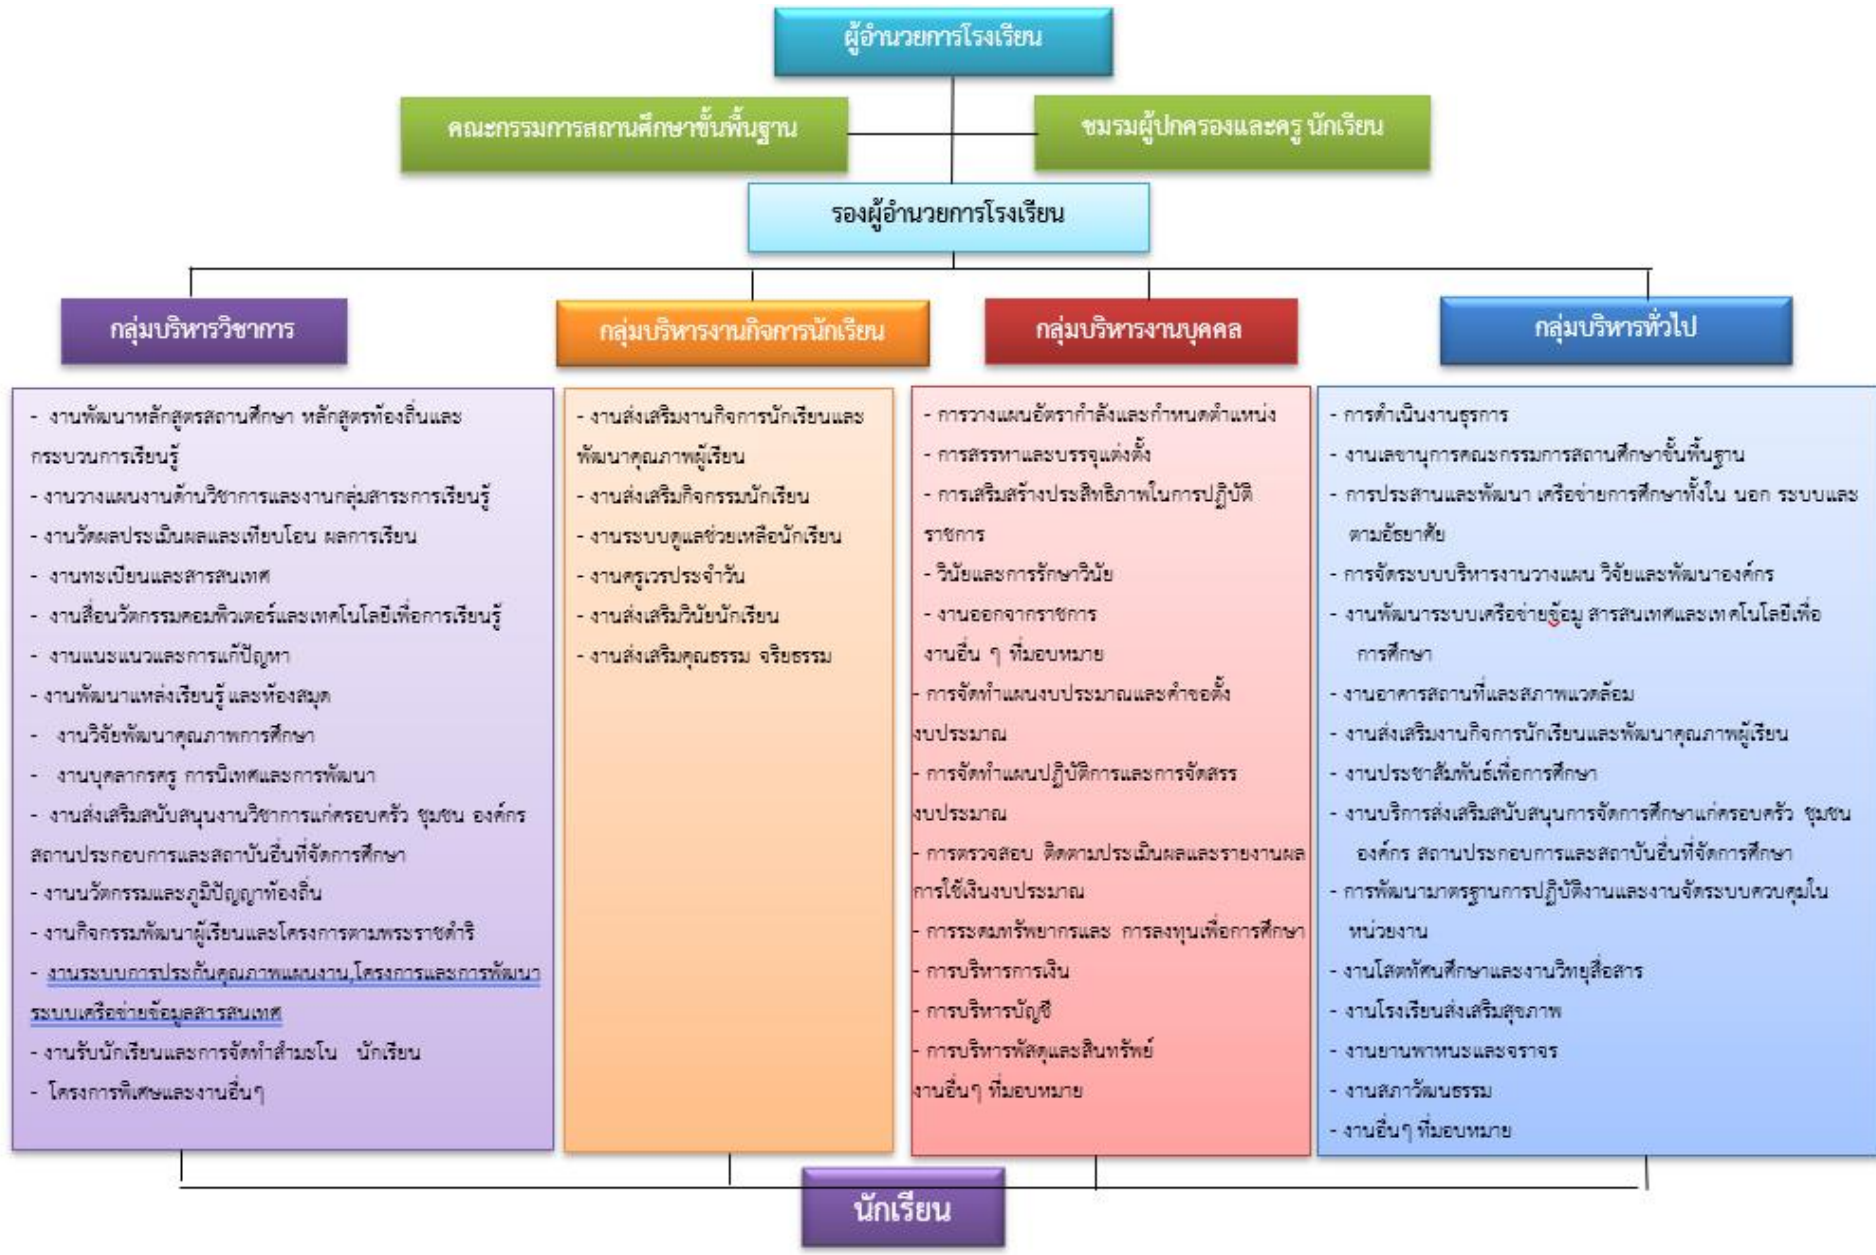 ผู้อำนวยการโรงเรียน
คณะกรรมการสถานศึกษาขั้นพื้นฐาน
ชมรมผู้ปกครองและครู นักเรียน
รองผู้อำนวยการโรงเรียน
กลุ่มบริหารวิชาการ
- งานพัฒนาหลักสูตรสถานศึกษา หลักสูตรท้องถิ่นและ
กระบวนการเรียนรู้
- งานวางแผนงานด้านวิชาการและงานกลุ่มสาระการเรียนรู้
- งานวัดผลประเมินผลและเทียบโอน ผลการเรียน
- งานทะเบียนและสารสนเทศ
- งานสื่อนวัตกรรมคอมพิวเตอร์และเทคโนโลยีเพื่อการเรียนรู้
- งานแนะแนวและการแก้ปัญหา
- งานพัฒนาแหล่งเรียนรู้ และห้องสมุด
- งานวิจัยพัฒนาคุณภาพการศึกษา
- งานบุคลากรครู การนิเทศและการพัฒนา
- งานส่งเสริมสนับสนุนงานวิชาการแก่ครอบครัว ชุมชน องค์กร
สถานประกอบการและสถาบันอื่นที่จัดการศึกษา
- งานนวัตกรรมและภูมิปัญญาท้องถิ่น
- งานกิจกรรมพัฒนาผู้เรียนและโครงการตามพระราชดำริ
- งานระบบการประกันคุณภาพแผนงาน,โครงการและการพัฒนา
ระบบเครือข่ายข้อมูลสารสนเทศ
- งานรับนักเรียนและการจัดทำสำมะโน นักเรียน
- โครงการพิเศษและงานอื่นๆ
กลุ่มบริหารงานกิจการนักเรียน
- งานส่งเสริมงานกิจการนักเรียนและ
พัฒนาคุณภาพผู้เรียน
- งานส่งเสริมกิจกรรมนักเรียน
- งานระบบดูแลช่วยเหลือนักเรียน
- งานครูเวรประจำวัน
- งานส่งเสริมวินัยนักเรียน
- งานส่งเสริมคุณธรรม จริยธรรม
กลุ่มบริหารงานบุคคล
- การวางแผนอัตรากำลังและกำหนดตำแหน่ง
- การสรรหาและบรรจุแต่งตั้ง
- การเสริมสร้างประสิทธิภาพในการปฏิบัติ
ราชการ
- วินัยและการรักษาวินัย
- งานออกจากราชการ
งานอื่น ๆ ที่มอบหมาย
- การจัดทำแผนงบประมาณและคำขอตั้ง
งบประมาณ
- การจัดทำแผนปฏิบัติการและการจัดสรร
งบประมาณ
- การตรวจสอบ ติดตามประเมินผลและรายงานผล
การใช้เงินงบประมาณ
- การระดมทรัพยากรและ การลงทุนเพื่อการศึกษา
- การบริหารการเงิน
- การบริหารบัญชี
- การบริหารพัสดุและสินทรัพย์
งานอื่นๆ ที่มอบหมาย
กลุ่มบริหารทั่วไป
- การดำเนินงานธุรการ
- งานเลขานุการคณะกรรมการสถานศึกษาขั้นพื้นฐาน
- การประสานและพัฒนา เครือข่ายการศึกษาทั้งใน นอก ระบบและ
ตามอัธยาศัย
- การจัดระบบบริหารงานวางแผน วิจัยและพัฒนาองค์กร
- งานพัฒนาระบบเครือข่ายข้อมู สารสนเทศและเทคโนโลยีเพื่อ
การศึกษา
- งานอาคารสถานที่และสภาพแวดล้อม
- งานส่งเสริมงานกิจการนักเรียนและพัฒนาคุณภาพผู้เรียน
- งานประชาสัมพันธ์เพื่อการศึกษา
- งานบริการส่งเสริมสนับสนุนการจัดการศึกษาแก่ครอบครัว ชุมชน
องค์กร สถานประกอบการและสถาบันอื่นที่จัดการศึกษา
- การพัฒนามาตรฐานการปฏิบัติงานและงานจัดระบบควบคุมใน
หน่วยงาน
- งานโสตทัศนศึกษาและงานวิทยุสื่อสาร
- งานโรงเรียนส่งเสริมสุขภาพ
- งานยานพาหนะและจราจร
- งานสภาวัฒนธรรม
- งานอื่นๆ ที่มอบหมาย
นักเรียน